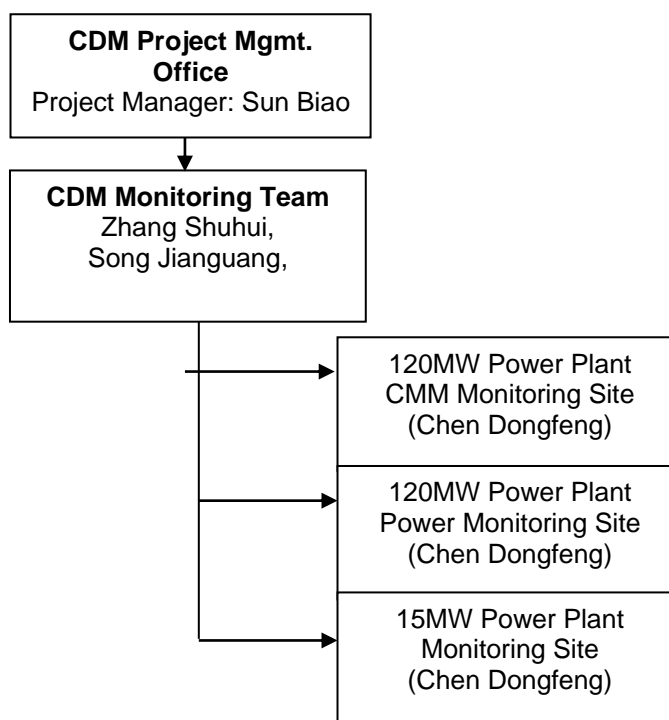 CDM Project Mgmt.
Office
Project Manager: Sun Biao
CDM Monitoring Team
Zhang Shuhui,
Song Jianguang,
120MW Power Plant
CMM Monitoring Site
(Chen Dongfeng)
120MW Power Plant
Power Monitoring Site
(Chen Dongfeng)
15MW Power Plant
Monitoring Site
(Chen Dongfeng)